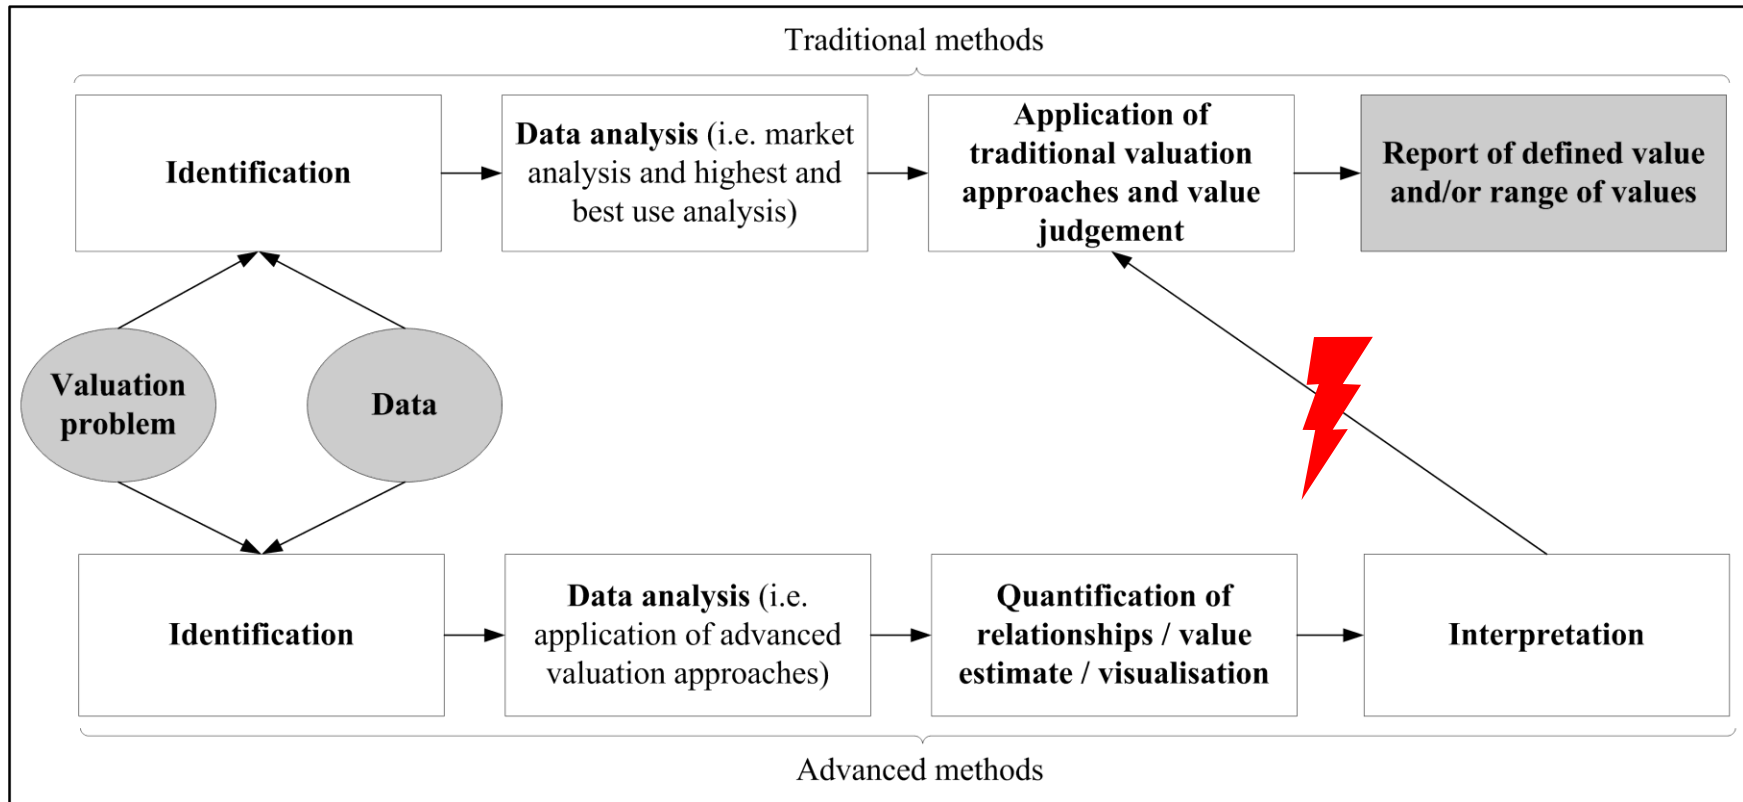 Traditional methods
Identification
Data analysis (i.e. market
analysis and highest and
best use analysis)
Application of
traditional valuation
approaches and value
judgement
Report of defined value
and/or range of values
Valuation
problem
Data
Identification
Data analysis (i.e.
application of advanced
valuation approaches)
Quantification of
relationships / value
estimate / visualisation
Interpretation
Advanced methods